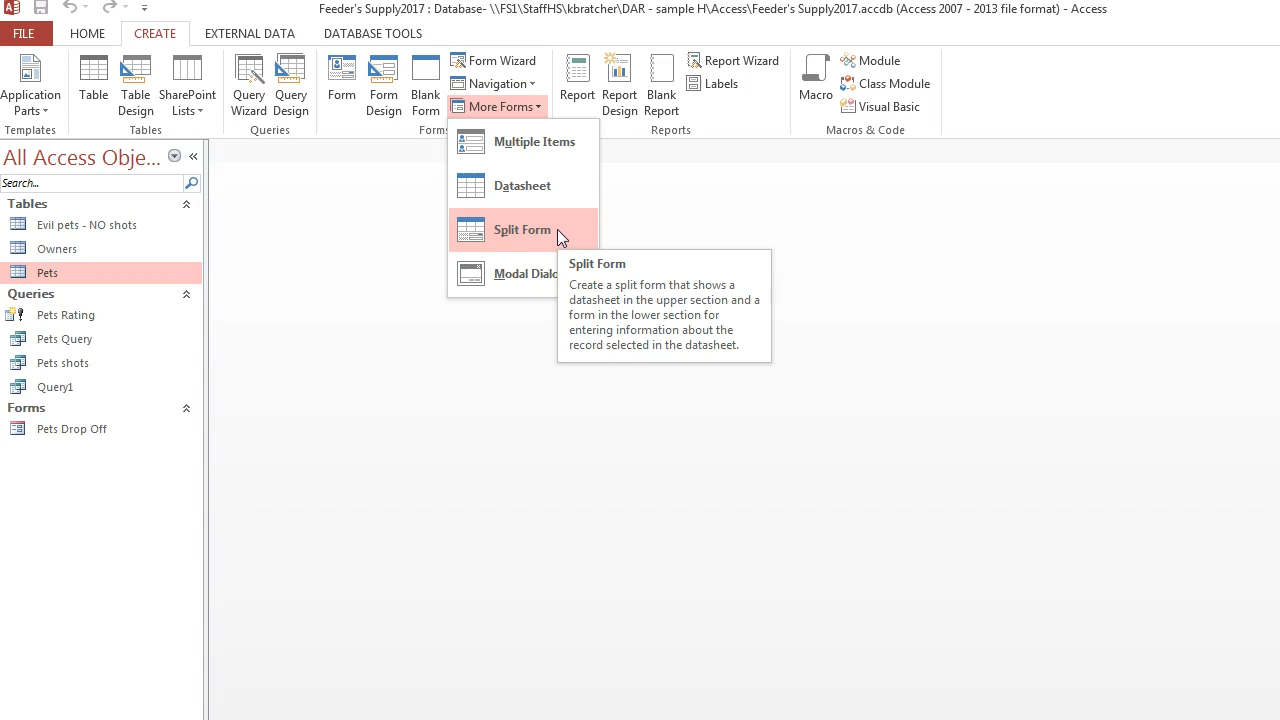 Feeder's Supply2017 : Database- \\FS1\StaffHS\kbratcher\DAR - sample H\Access\Feeder's Supply2017.accdb (Access 2007 - 2013 file format) - Access
FILE HOME CREATE EXTERNAL DATA DATABASE TOOLS
Application Parts
Templates
Table
Table Design
SharePoint Lists
Tables
Query Wizard
Query Design
Queries
Form
Form Design
Blank Form
Form Wizard
Navigation
More Forms
Forms
Report
Report Design
Blank Report
Report Wizard
Labels
Reports
Macro
Module
Class Module
Visual Basic
Macros & Code
Multiple Items
Datasheet
Split Form
Modal Dialo
Split Form
Create a split form that shows a
datasheet in the upper section and a
form in the lower section for
entering information about the
record selected in the datasheet.
All Access Obje...
Search...
Tables
Evil pets - NO shots
Owners
Pets
Queries
Pets Rating
Pets Query
Pets shots
Query1
Forms
Pets Drop Off